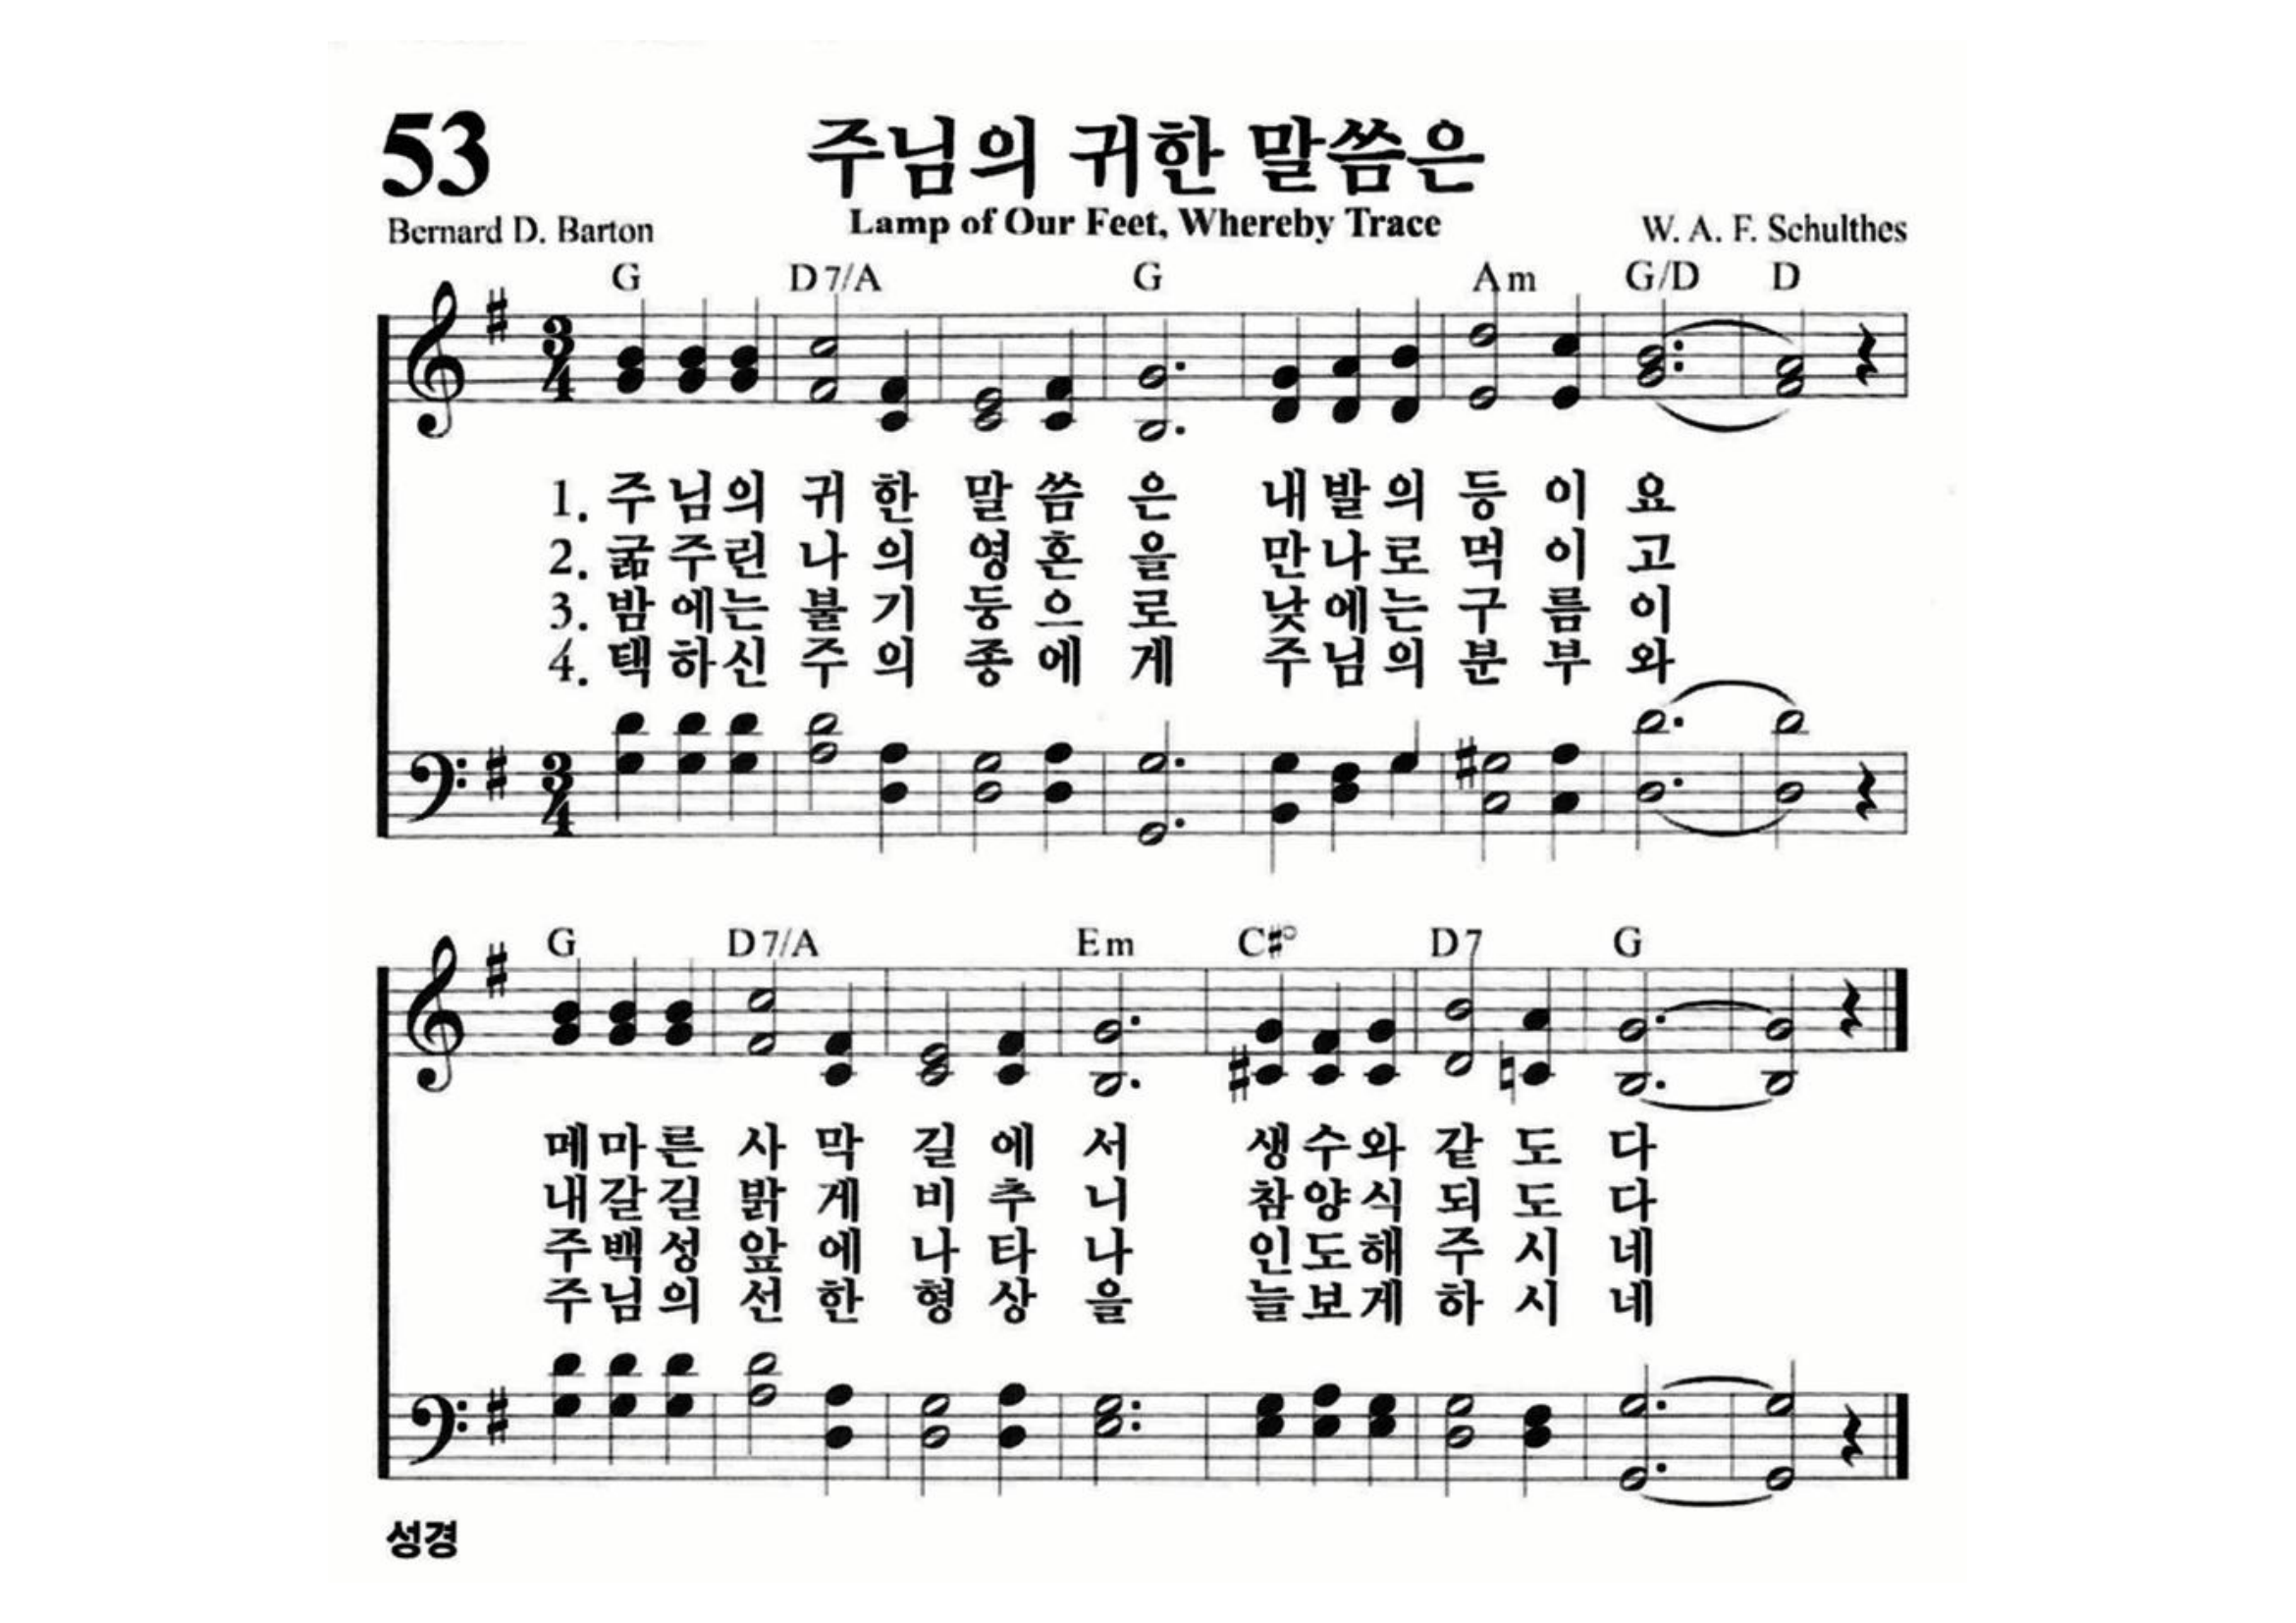 53
주님의 귀한 말씀은
Lamp of Our Feet, Whereby Trace
Bernard D. Barton
W. A. F. Schulthes
G D7/A G Am G/D D
3/4
1. 주님의 귀한 말씀은 내발의 등이요
2. 굶주린 나의 영혼을 만나로 먹이고
3. 밤에는 불기둥으로 낮에는 구름이
4. 택하신 주의 종에게 주님의 분부와
3/4
G D7/A Em C#° D7 G
메마른 사막길에서 생수와 같도다
내갈길 밝게 비추니 참양식 되도다
주백성 앞에 나타나 인도해 주시네
주님의 선한 형상을 늘보게 하시네
성경